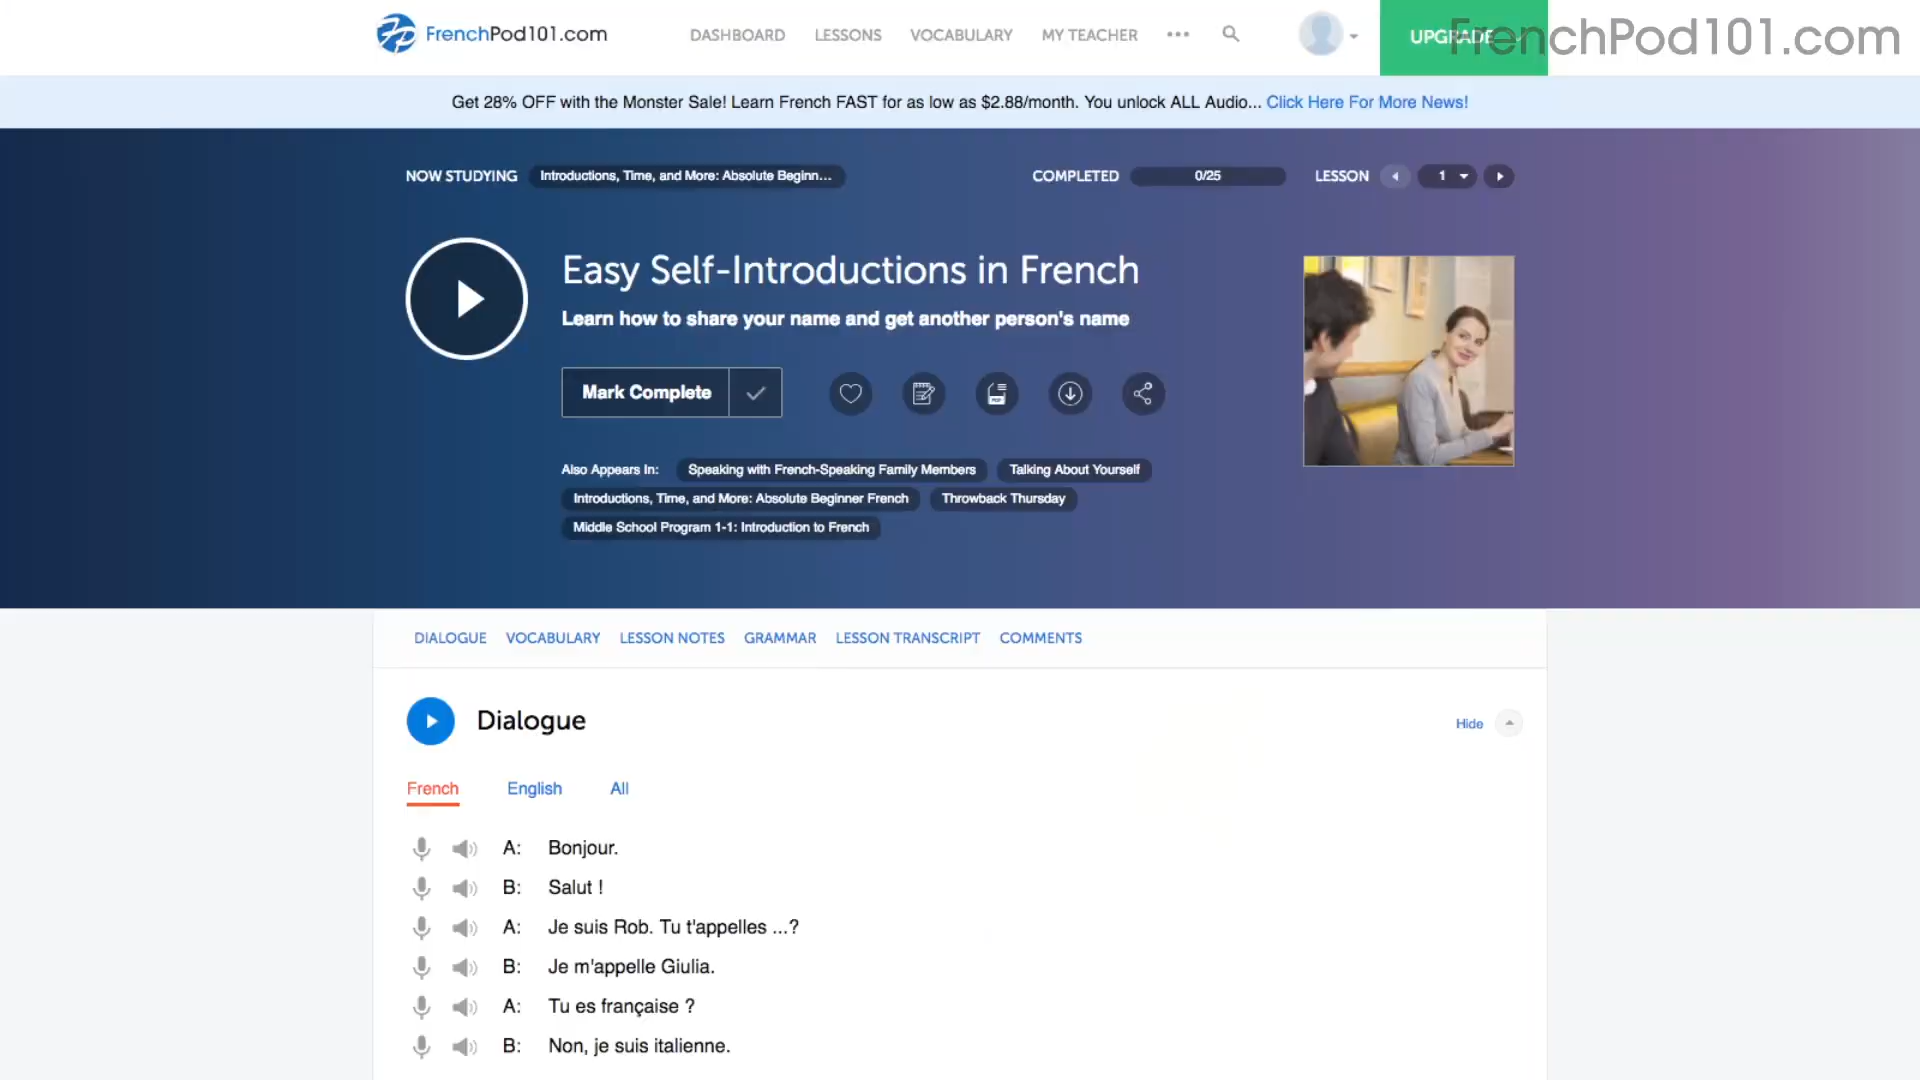 FrenchPod101.com
DASHBOARD LESSONS VOCABULARY MY TEACHER
UPGRADE
FrenchPod101.com
Get 28% OFF with the Monster Sale! Learn French FAST for as low as $2.88/month. You unlock ALL Audio... Click Here For More News!
NOW STUDYING Introductions, Time, and More: Absolute Beginn... COMPLETED 0/25 LESSON 1
Easy Self-Introductions in French
Learn how to share your name and get another person's name
Mark Complete
PDF
Also Appears In: Speaking with French-Speaking Family Members Talking About Yourself
Introductions, Time, and More: Absolute Beginner French Throwback Thursday
Middle School Program 1-1: Introduction to French
DIALOGUE VOCABULARY LESSON NOTES GRAMMAR LESSON TRANSCRIPT COMMENTS
Dialogue Hide
French English All
A: Bonjour.
B: Salut !
A: Je suis Rob. Tu t'appelles ...?
B: Je m'appelle Giulia.
A: Tu es française ?
B: Non, je suis italienne.